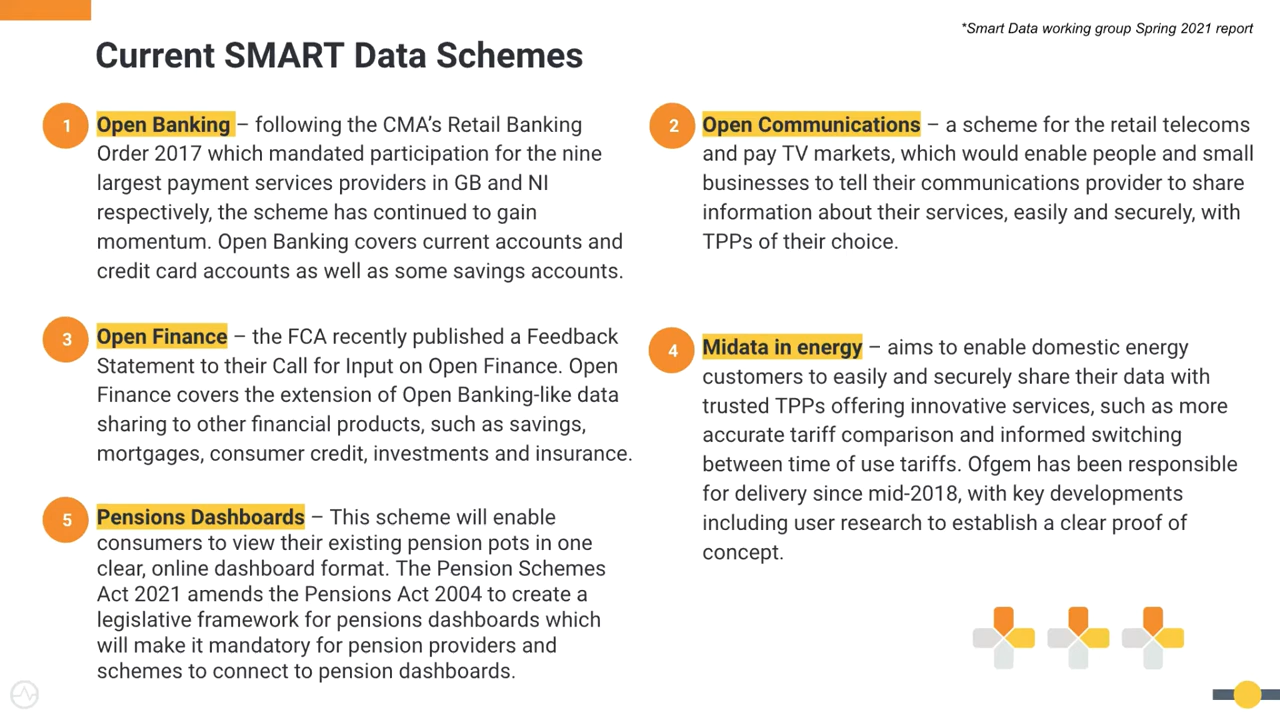 *Smart Data working group Spring 2021 report
Current SMART Data Schemes
1
Open Banking – following the CMA’s Retail Banking
Order 2017 which mandated participation for the nine
largest payment services providers in GB and NI
respectively, the scheme has continued to gain
momentum. Open Banking covers current accounts and
credit card accounts as well as some savings accounts.
2
Open Communications – a scheme for the retail telecoms
and pay TV markets, which would enable people and small
businesses to tell their communications provider to share
information about their services, easily and securely, with
TPPs of their choice.
3
Open Finance – the FCA recently published a Feedback
Statement to their Call for Input on Open Finance. Open
Finance covers the extension of Open Banking-like data
sharing to other financial products, such as savings,
mortgages, consumer credit, investments and insurance.
4
Midata in energy – aims to enable domestic energy
customers to easily and securely share their data with
trusted TPPs offering innovative services, such as more
accurate tariff comparison and informed switching
between time of use tariffs. Ofgem has been responsible
for delivery since mid-2018, with key developments
including user research to establish a clear proof of
concept.
5
Pensions Dashboards – This scheme will enable
consumers to view their existing pension pots in one
clear, online dashboard format. The Pension Schemes
Act 2021 amends the Pensions Act 2004 to create a
legislative framework for pensions dashboards which
will make it mandatory for pension providers and
schemes to connect to pension dashboards.